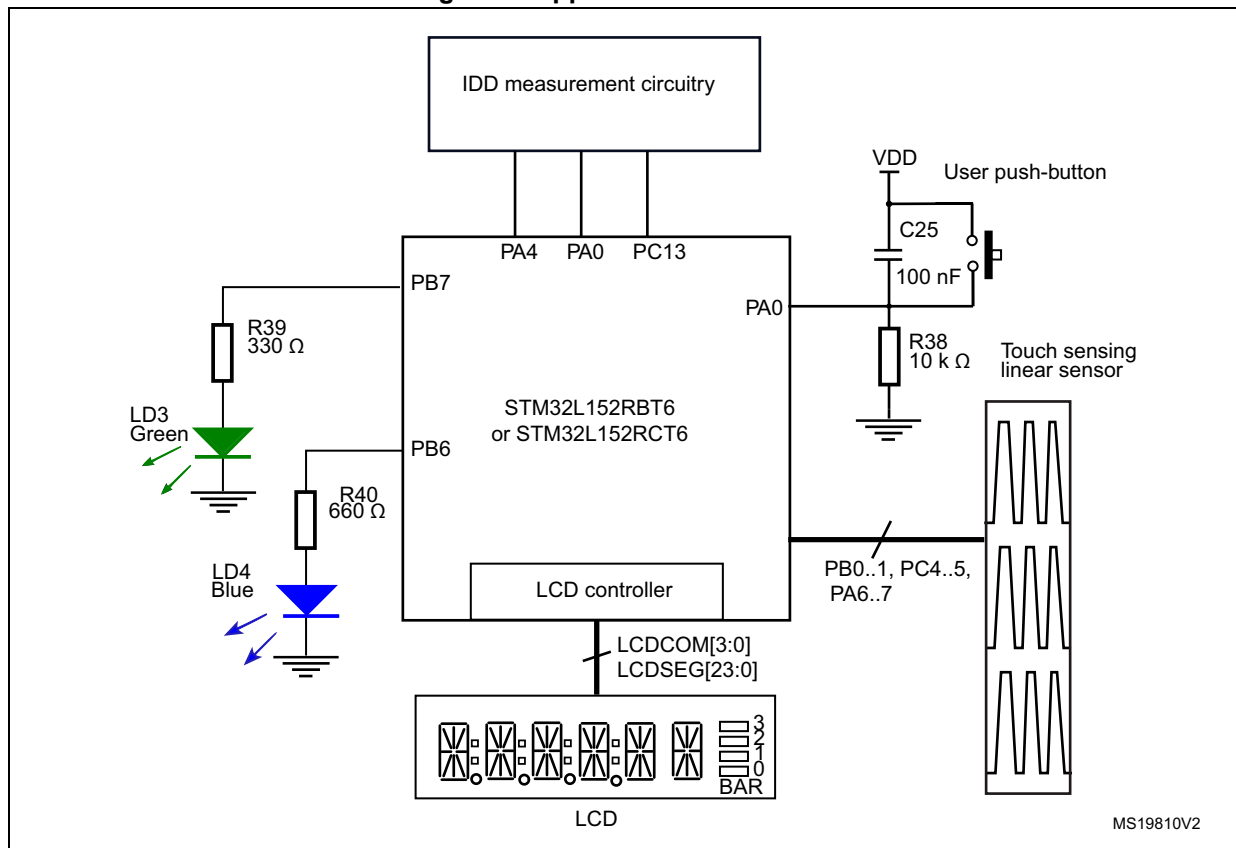 IDD measurement circuitry
VDD
User push-button
C25
100 nF
PA4 PA0 PC13
PB7
PA0
R39
330 Ω
R38
10 k Ω
Touch sensing
linear sensor
LD3
Green
STM32L152RBT6
or STM32L152RCT6
PB6
R40
660 Ω
LD4
Blue
PB0..1, PC4..5,
PA6..7
LCD controller
LCDCOM[3:0]
LCDSEG[23:0]
3
2
1
0
BAR
LCD
MS19810V2